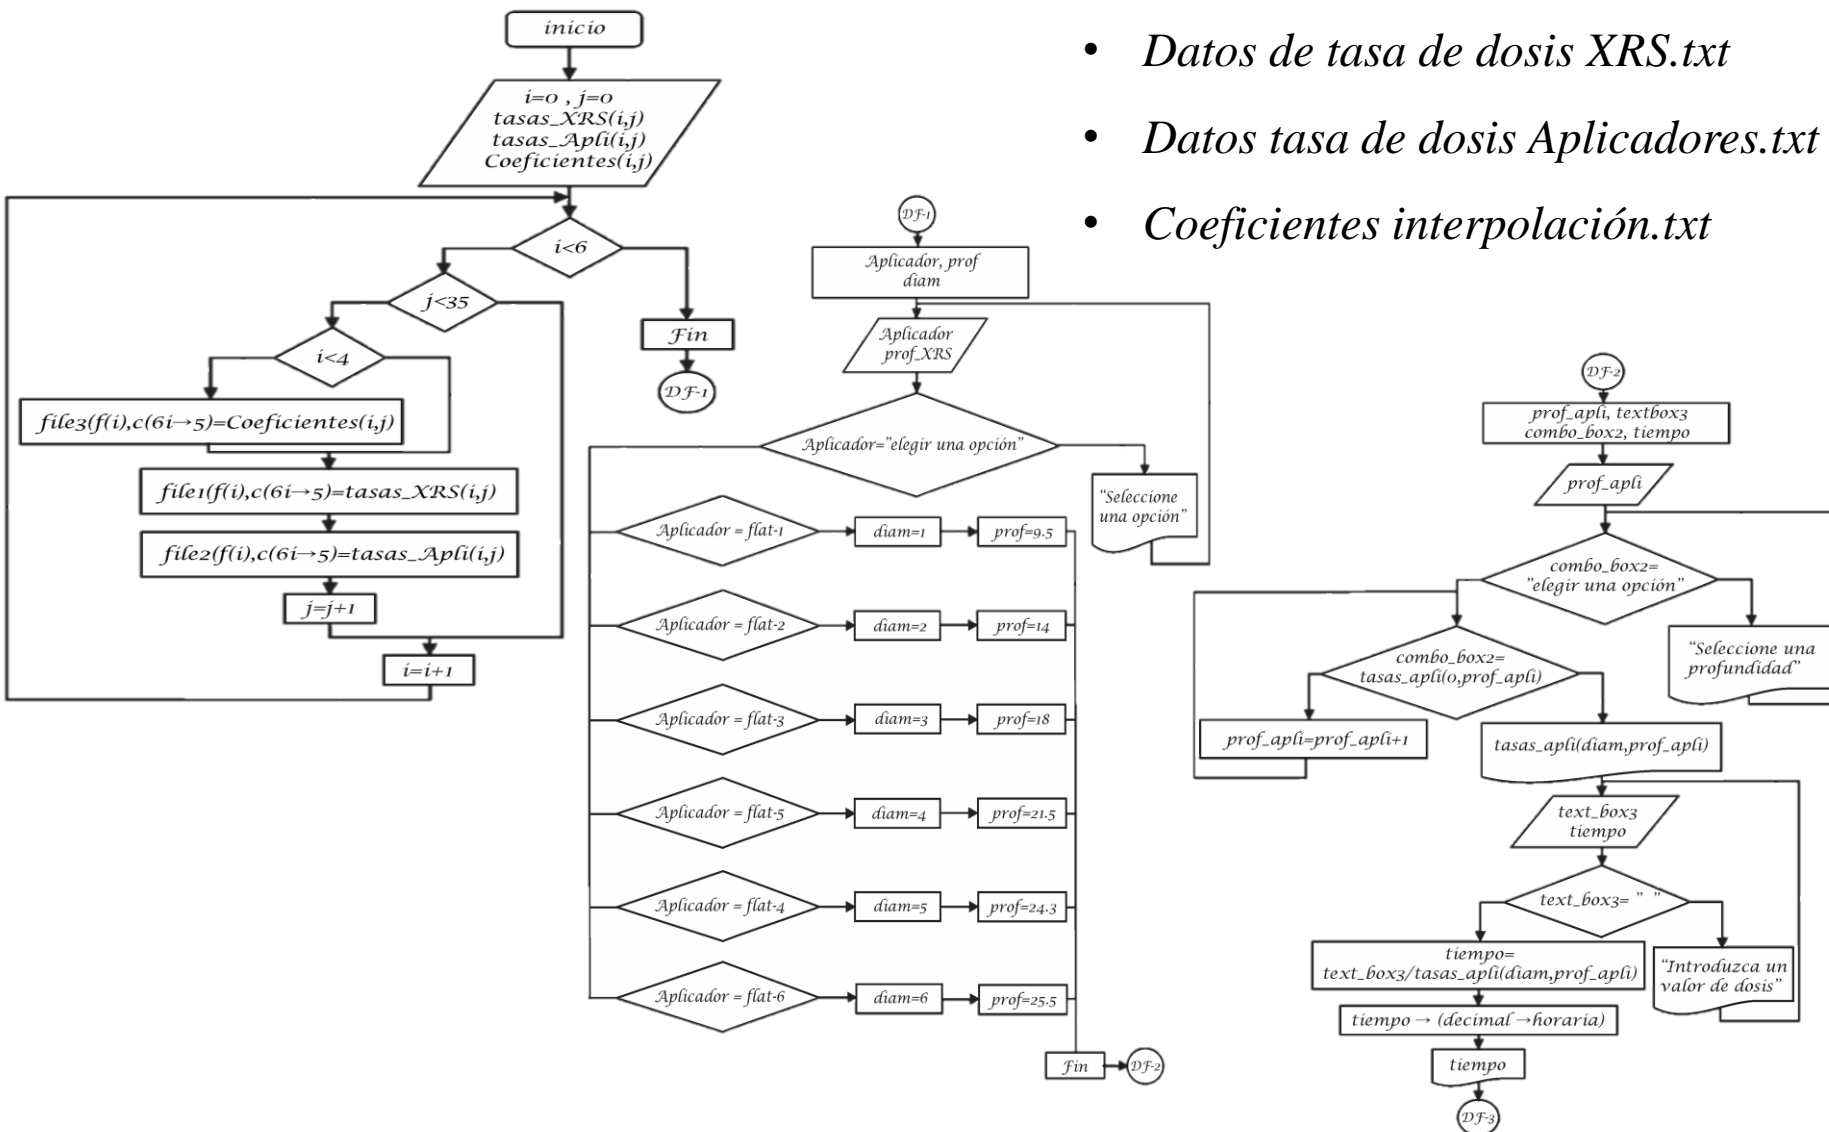 inicio
i=0 , j=0
tasas_XRS(i,j)
tasas_Apli(i,j)
Coeficientes(i,j)
i<6
j<35
i<4
file3(f(i),c(6i→5)=Coeficientes(i,j)
file1(f(i),c(6i→5)=tasas_XRS(i,j)
file2(f(i),c(6i→5)=tasas_Apli(i,j)
j=j+1
i=i+1
Fin
DF-1
• Datos de tasa de dosis XRS.txt
• Datos tasa de dosis Aplicadores.txt
• Coeficientes interpolación.txt
DF-1
Aplicador, prof
diam
Aplicador
prof_XRS
Aplicador="elegir una opción"
"Seleccione
una opción"
Aplicador = flat-1
diam=1
prof=9.5
Aplicador = flat-2
diam=2
prof=14
Aplicador = flat-3
diam=3
prof=18
Aplicador = flat-5
diam=4
prof=21.5
Aplicador = flat-4
diam=5
prof=24.3
Aplicador = flat-6
diam=6
prof=25.5
Fin
DF-2
DF-2
prof_apli, textbox3
combo_box2, tiempo
prof_apli
combo_box2=
"elegir una opción"
"Seleccione una
profundidad"
combo_box2=
tasas_apli(0,prof_apli)
prof_apli=prof_apli+1
tasas_apli(diam,prof_apli)
text_box3
tiempo
text_box3= " "
"Introduzca un
valor de dosis"
tiempo=
text_box3/tasas_apli(diam,prof_apli)
tiempo → (decimal→horaria)
tiempo
DF-3